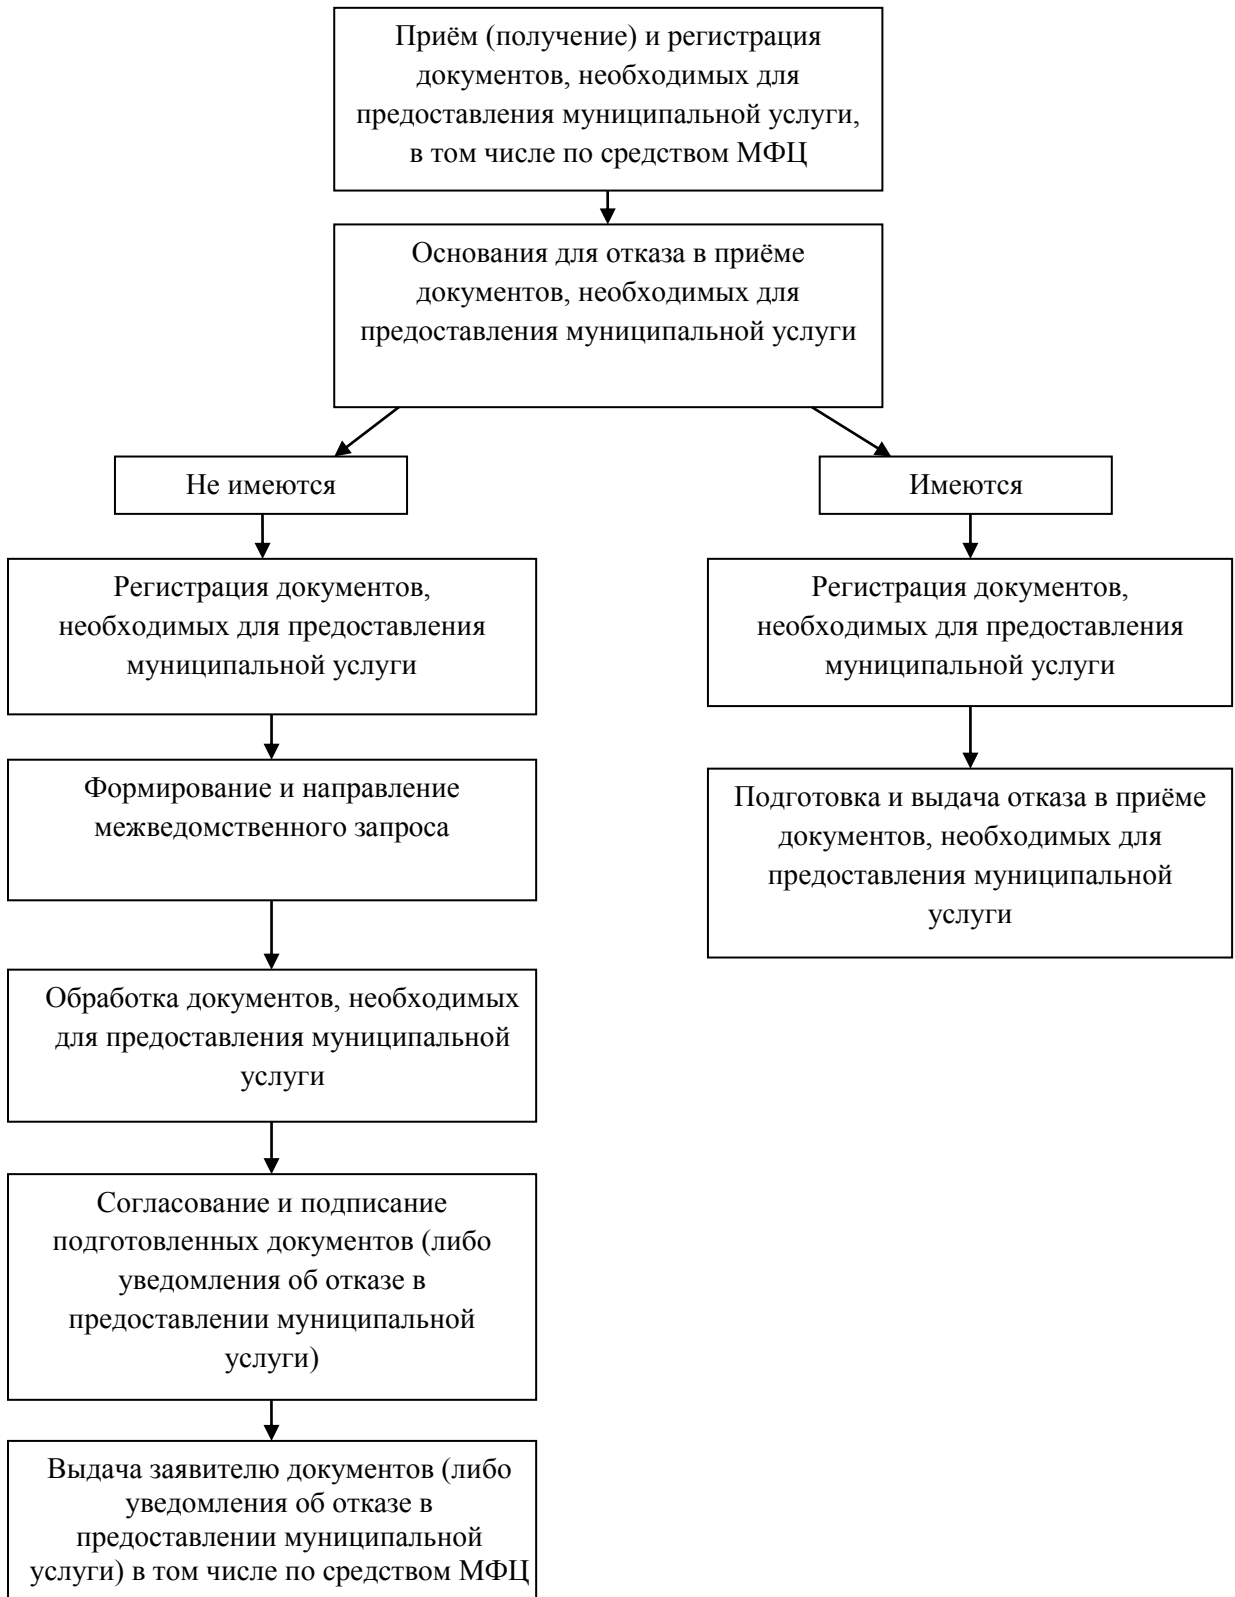 Приём (получение) и регистрация
документов, необходимых для
предоставления муниципальной услуги,
в том числе по средством МФЦ
Основания для отказа в приёме
документов, необходимых для
предоставления муниципальной услуги
Не имеются
Имеются
Регистрация документов,
необходимых для предоставления
муниципальной услуги
Регистрация документов,
необходимых для предоставления
муниципальной услуги
Формирование и направление
межведомственного запроса
Подготовка и выдача отказа в приёме
документов, необходимых для
предоставления муниципальной
услуги
Обработка документов, необходимых
для предоставления муниципальной
услуги
Согласование и подписание
подготовленных документов (либо
уведомления об отказе в
предоставлении муниципальной
услуги)
Выдача заявителю документов (либо
уведомления об отказе в
предоставлении муниципальной
услуги) в том числе по средством МФЦ